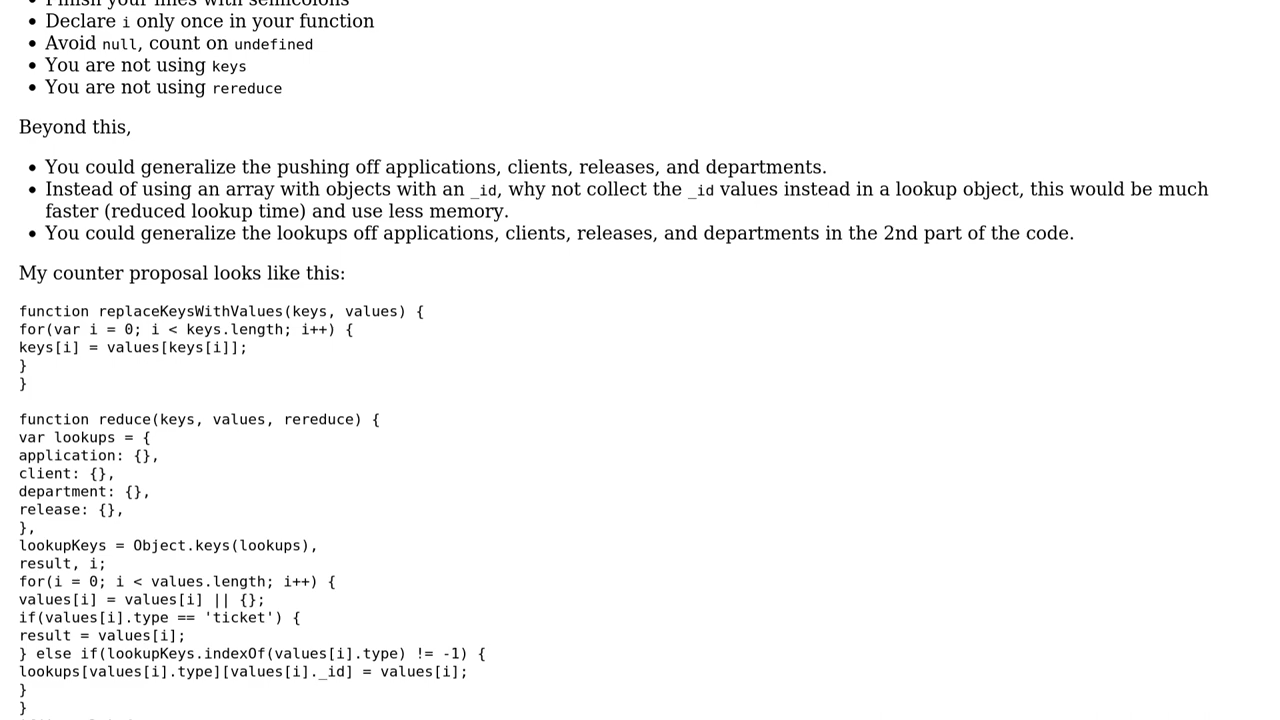 Finish your lines with semicolons
Declare i only once in your function
Avoid null, count on undefined
You are not using keys
You are not using rereduce
Beyond this,
You could generalize the pushing off applications, clients, releases, and departments.
Instead of using an array with objects with an _id, why not collect the _id values instead in a lookup object, this would be much
faster (reduced lookup time) and use less memory.
You could generalize the lookups off applications, clients, releases, and departments in the 2nd part of the code.
My counter proposal looks like this:
function replaceKeysWithValues(keys, values) {
for(var i = 0; i < keys.length; i++) {
keys[i] = values[keys[i]];
}
}
function reduce(keys, values, rereduce) {
var lookups = {
application: {},
client: {},
department: {},
release: {},
},
lookupKeys = Object.keys(lookups),
result, i;
for(i = 0; i < values.length; i++) {
values[i] = values[i] || {};
if(values[i].type == 'ticket') {
result = values[i];
} else if(lookupKeys.indexOf(values[i].type) != -1) {
lookups[values[i].type][values[i]._id] = values[i];
}
}